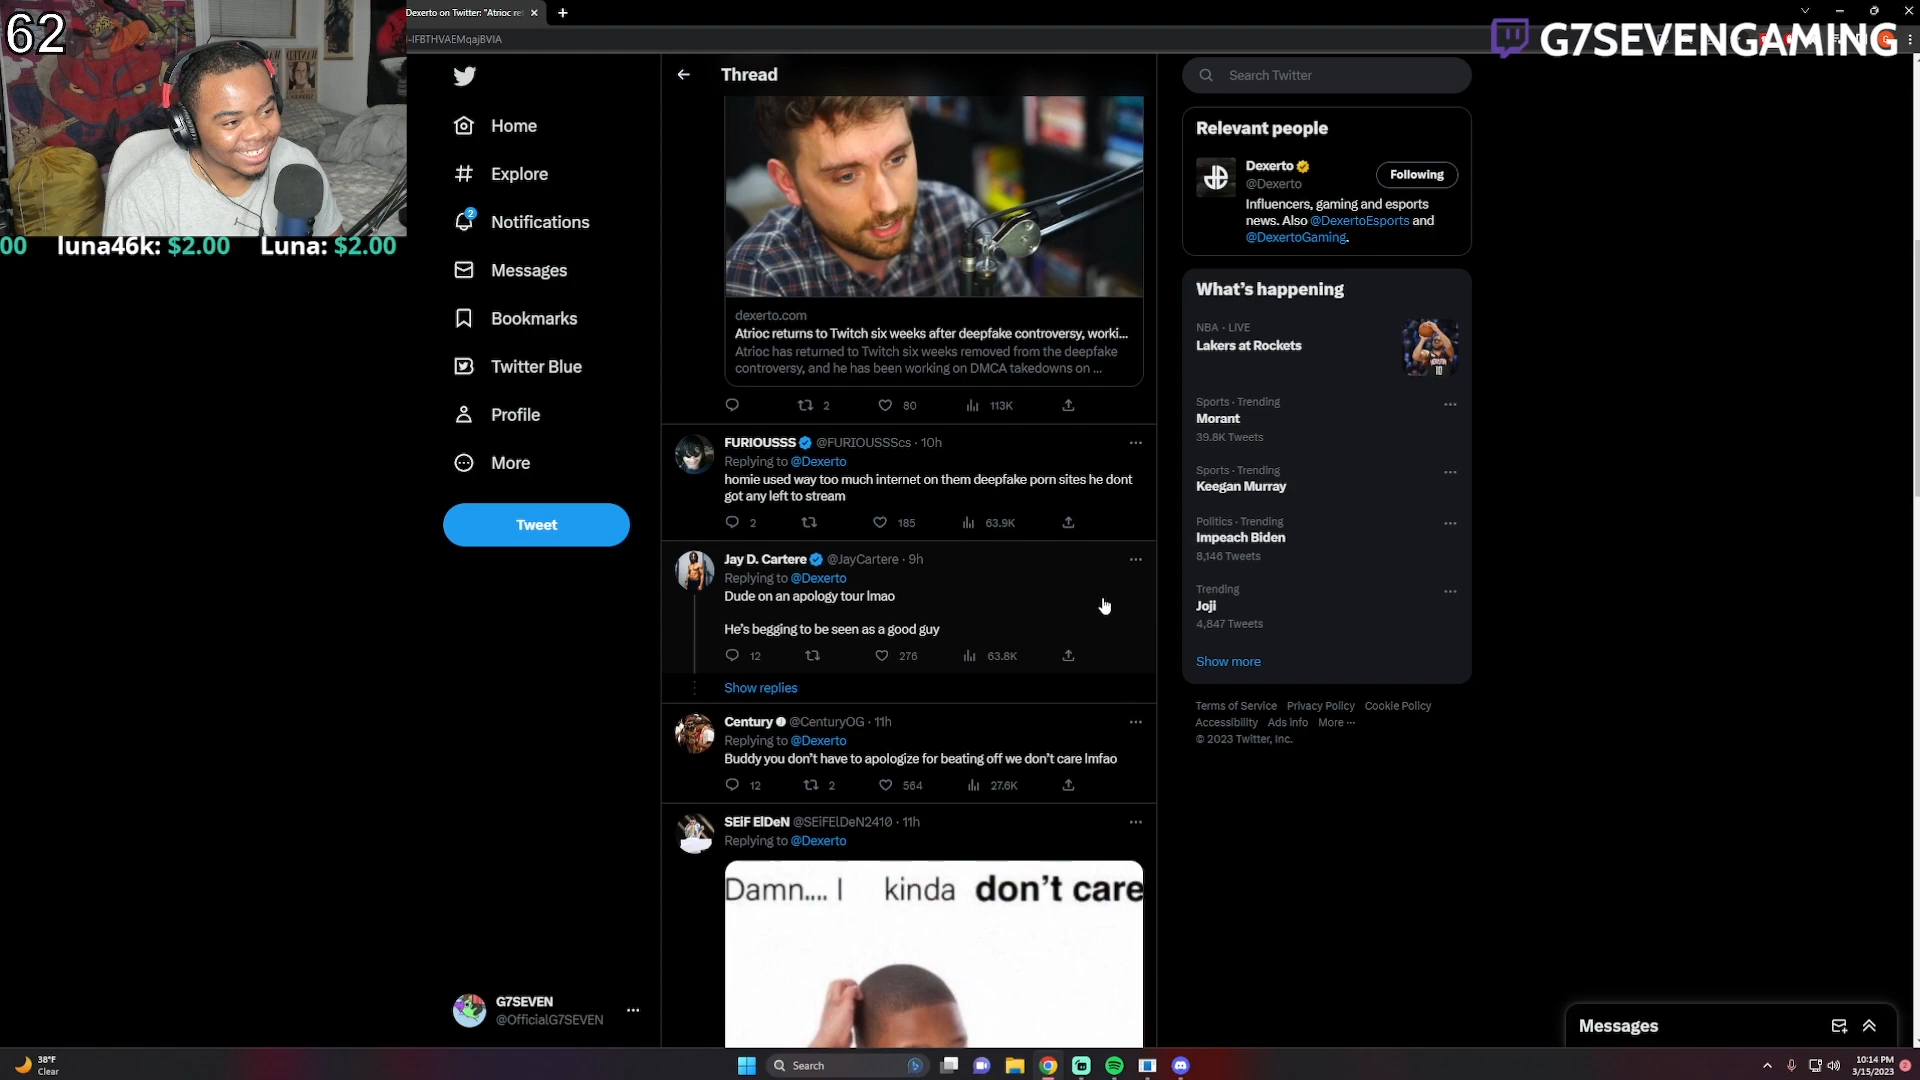 62
Dexerto on Twitter: "Atrioc re
-IFBTHVAEMqajBVIA
G7SEVENGAMING
00 luna46k: $2.00 Luna: $2.00
Home
Explore
2
Notifications
Messages
Bookmarks
Twitter Blue
Profile
More
Tweet
G7SEVEN
@OfficialG7SEVEN
Thread
dexerto.com
Atrioc returns to Twitch six weeks after deepfake controversy, worki...
Atrioc has returned to Twitch six weeks removed from the deepfake
controversy, and he has been working on DMCA takedowns on ...
2 80 113K
FURIOUSSS @FURIOUSSScs · 10h
Replying to @Dexerto
homie used way too much internet on them deepfake porn sites he dont
got any left to stream
2 185 63.9K
Jay D. Cartere @JayCartere · 9h
Replying to @Dexerto
Dude on an apology tour lmao
He's begging to be seen as a good guy
12 276 63.8K
Show replies
Century @CenturyOG · 11h
Replying to @Dexerto
Buddy you don't have to apologize for beating off we don't care lmfao
12 2 564 27.6K
SEiF ElDeN @SEiFElDeN2410 · 11h
Replying to @Dexerto
Damn.... I kinda don't care
Search Twitter
Relevant people
Dexerto
@Dexerto
Following
Influencers, gaming and esports
news. Also @DexertoEsports and
@DexertoGaming.
What's happening
NBA · LIVE
Lakers at Rockets
10
Sports · Trending
Morant
39.8K Tweets
Sports · Trending
Keegan Murray
Politics · Trending
Impeach Biden
8,146 Tweets
Trending
Joji
4,847 Tweets
Show more
Terms of Service Privacy Policy Cookie Policy
Accessibility Ads info More ···
© 2023 Twitter, Inc.
Messages
38°F
Clear
Search
10:14 PM
3/15/2023
2